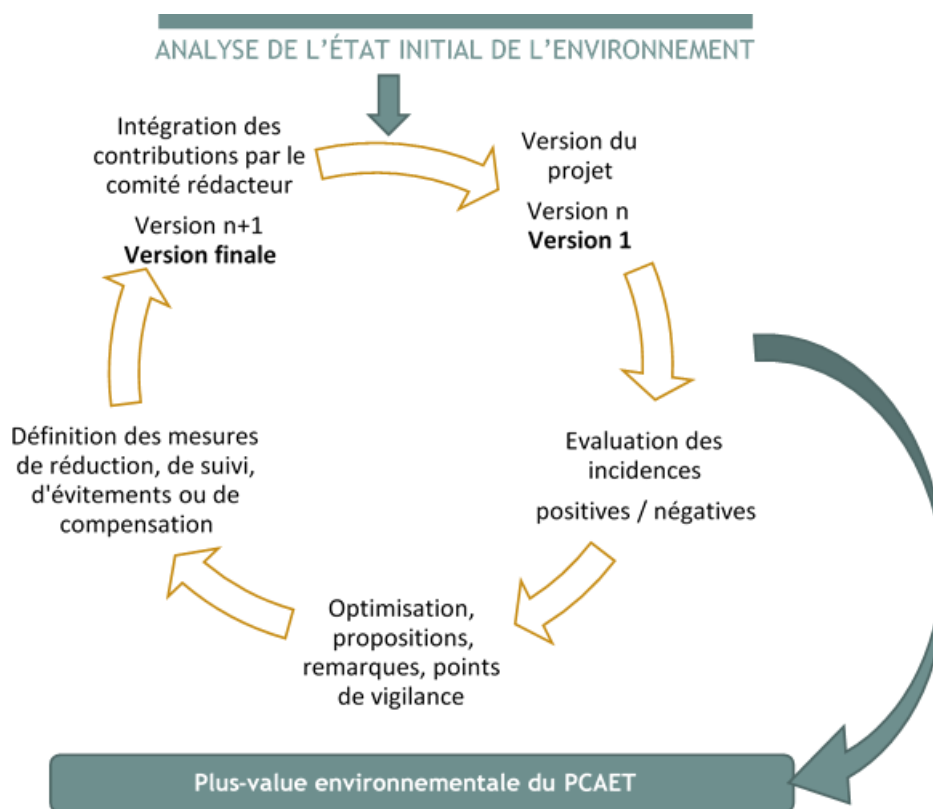 ANALYSE DE L'ÉTAT INITIAL DE L'ENVIRONNEMENT
Intégration des
contributions par le
comité rédacteur
Version n+1
Version finale
Version du
projet
Version n
Version 1
Evaluation des
incidences
positives / négatives
Optimisation,
propositions,
remarques, points
de vigilance
Définition des mesures
de réduction, de suivi,
d'évitements ou de
compensation
Plus-value environnementale du PCAET